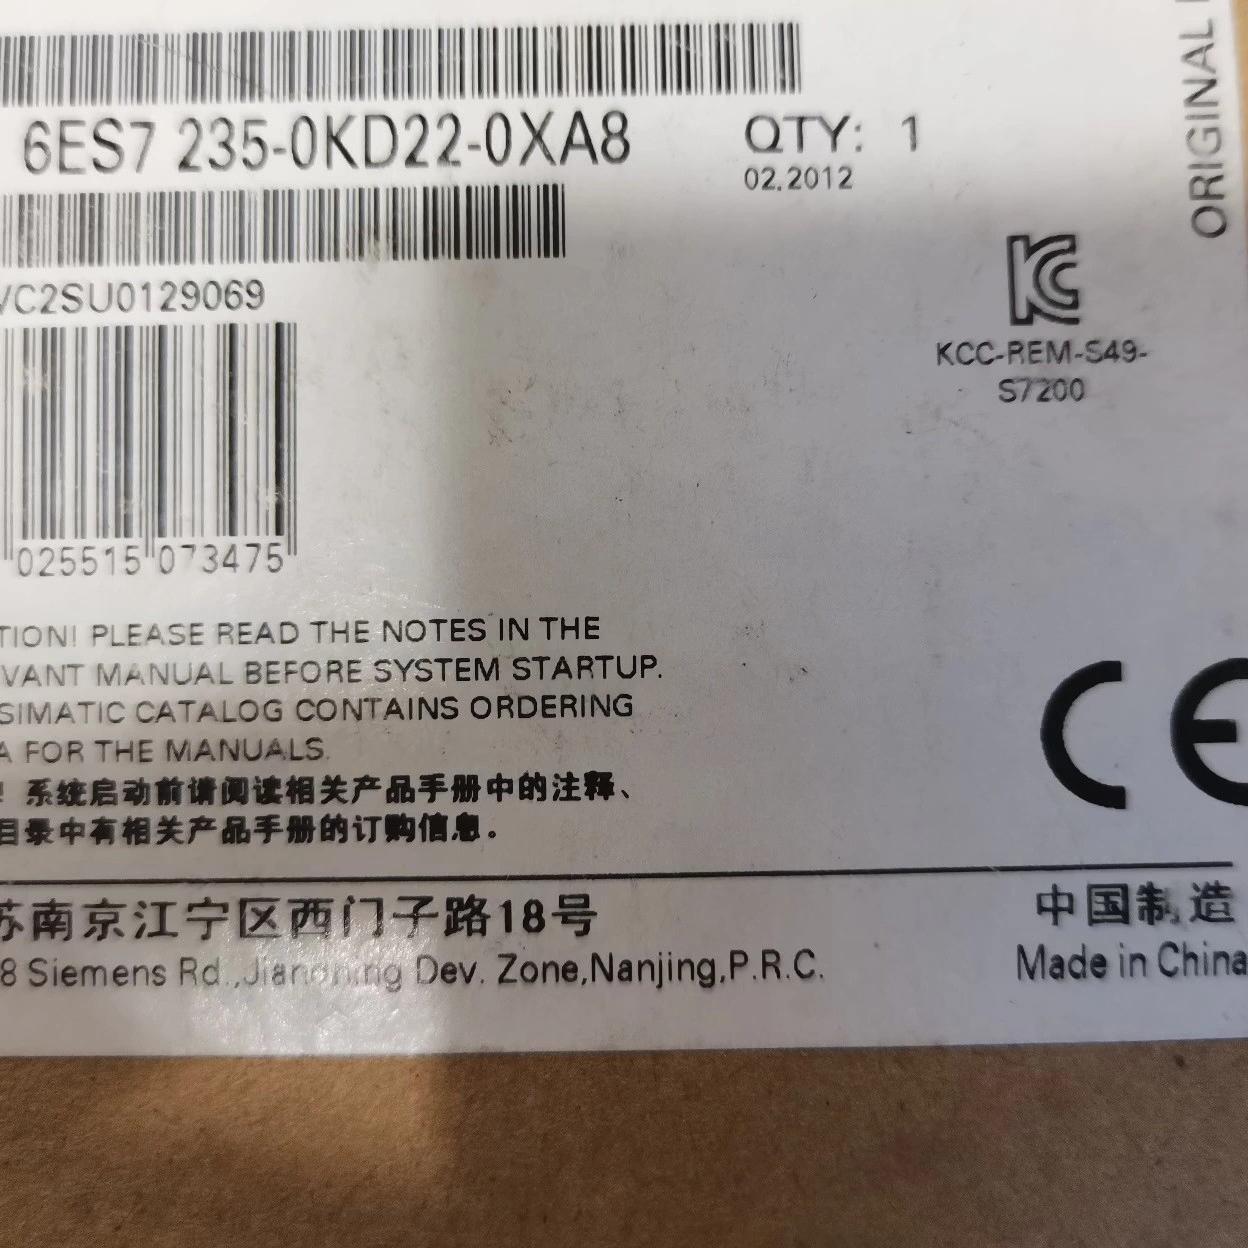 6ES7 235-0KD22-0XA8
QTY: 1
02.2012
VC2SU0129069
KCC-REM-S49-
S7200
ORIGINAL
025515 073475
TION! PLEASE READ THE NOTES IN THE
VANT MANUAL BEFORE SYSTEM STARTUP.
SIMATIC CATALOG CONTAINS ORDERING
A FOR THE MANUALS.
! 系统启动前请阅读相关产品手册中的注释、
目录中有相关产品手册的订购信息。
CE
苏南京江宁区西门子路18号
8 Siemens Rd.,Jiangning Dev. Zone,Nanjing,P.R.C.
中国制造
Made in China